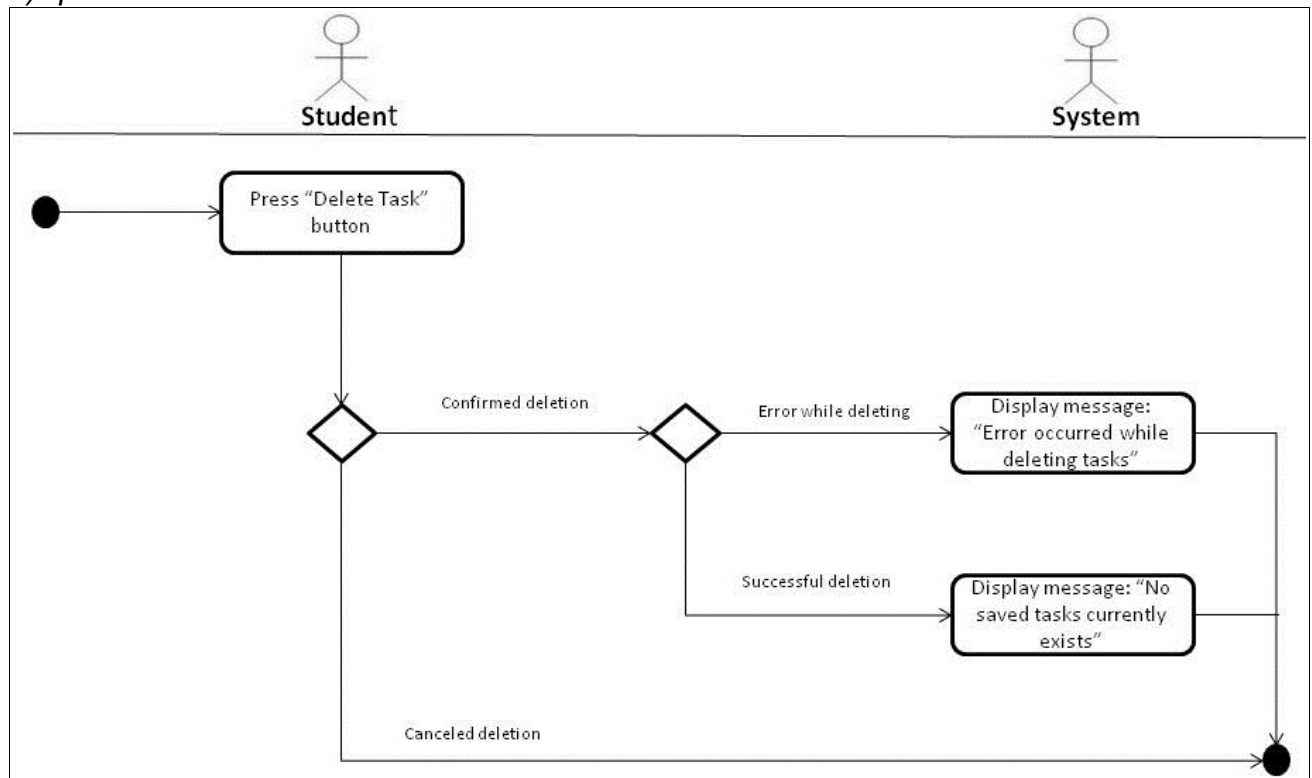 Student
System
Press “Delete Task”
button
Confirmed deletion
Error while deleting
Display message:
“Error occurred while
deleting tasks”
Successful deletion
Display message: “No
saved tasks currently
exists”
Canceled deletion